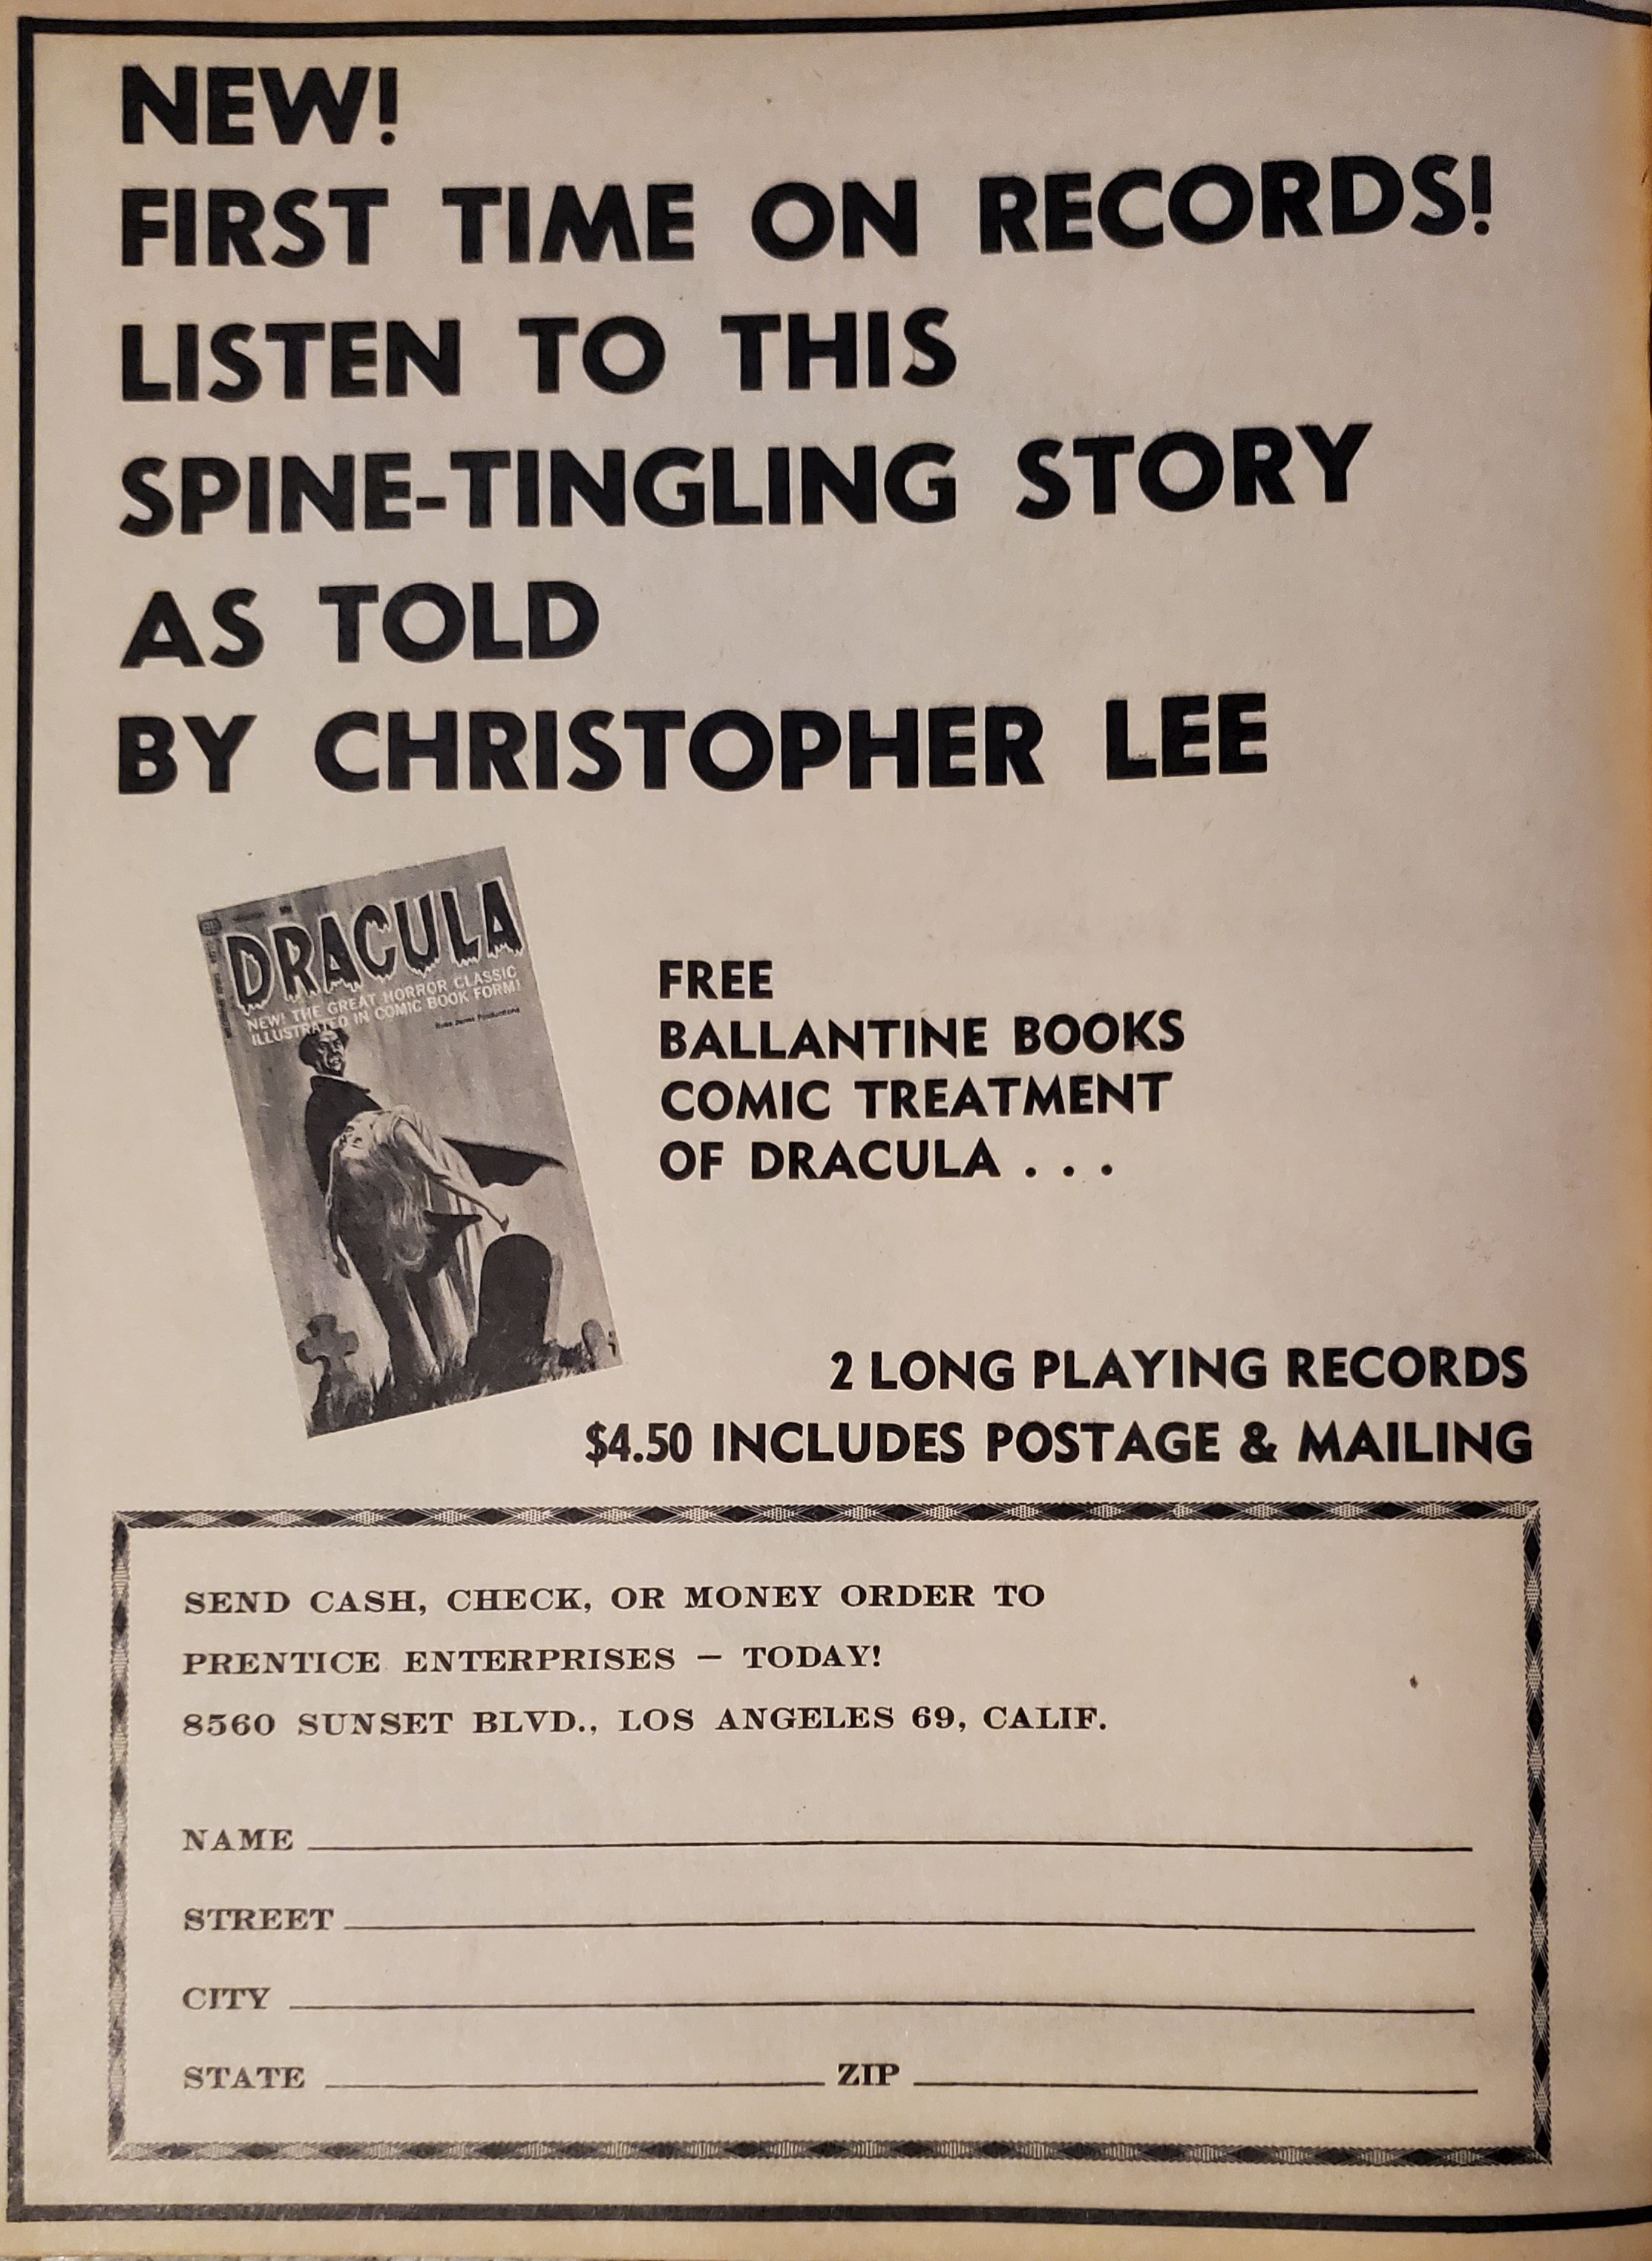 NEW!
FIRST TIME ON RECORDS!
LISTEN TO THIS
SPINE-TINGLING STORY
AS TOLD
BY CHRISTOPHER LEE
DRACULA
NEW! THE GREAT HORROR CLASSIC
ILLUSTRATED IN COMIC BOOK FORM!
Russ Jones Productions
FREE
BALLANTINE BOOKS
COMIC TREATMENT
OF DRACULA . . .
2 LONG PLAYING RECORDS
$4.50 INCLUDES POSTAGE & MAILING
SEND CASH, CHECK, OR MONEY ORDER TO
PRENTICE ENTERPRISES — TODAY!
8560 SUNSET BLVD., LOS ANGELES 69, CALIF.
NAME
STREET
CITY
STATE ZIP